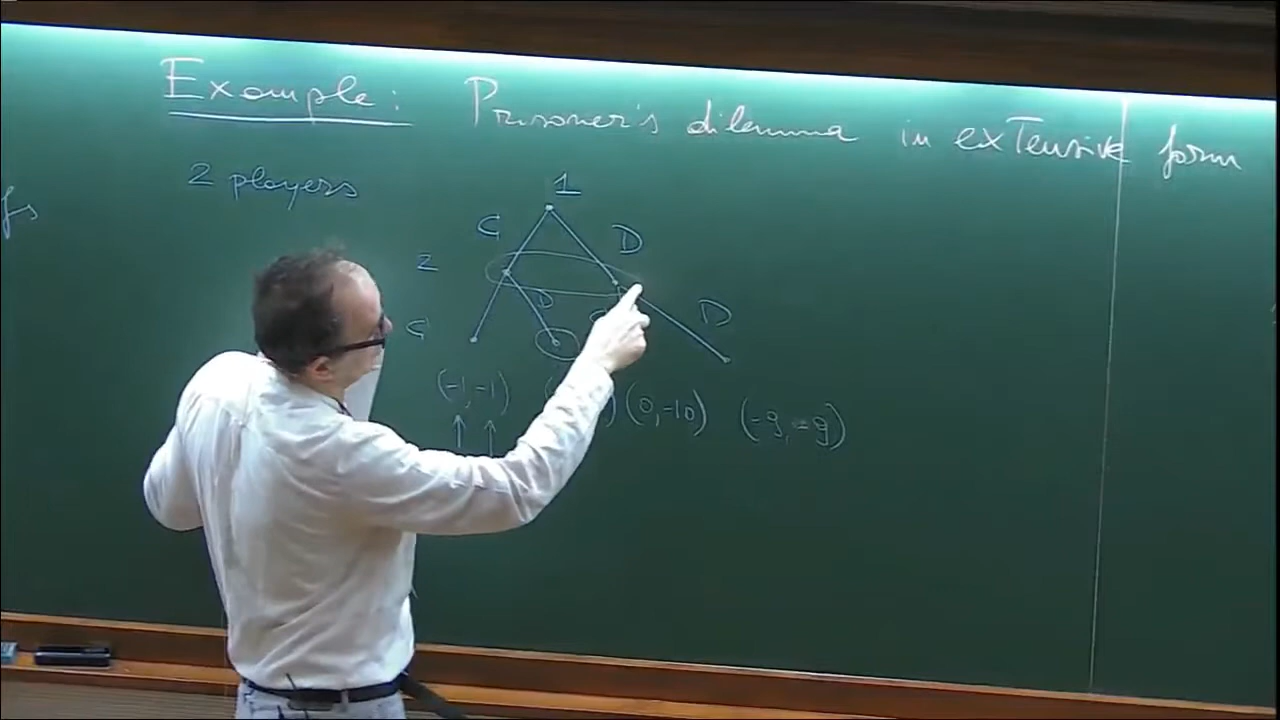 Example: Prisoner's dilemma in extensive form
2 players
1
C D
2
D
C D
(-1,-1) (0,-10) (-9,-9)